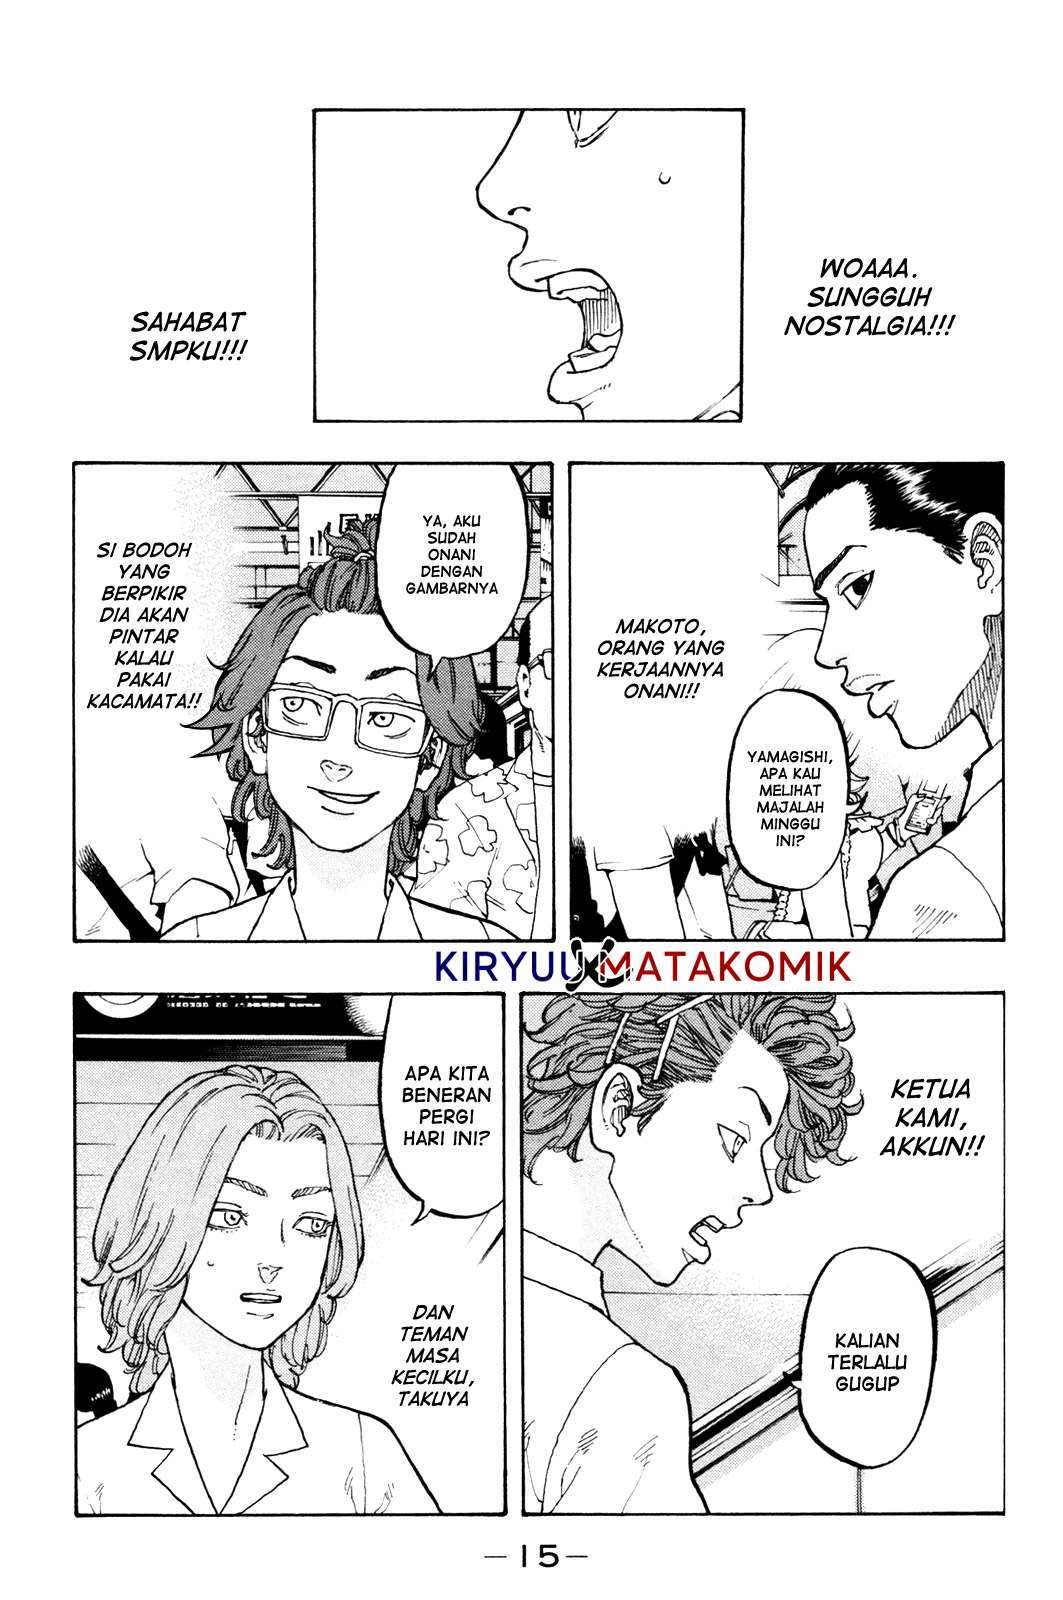 WOAAA.
SUNGGUH
NOSTALGIA!!!
SAHABAT
SMPKU!!!
MAKOTO,
ORANG YANG
KERJAANNYA
ONANI!!
YAMAGISHI,
APA KAU
MELIHAT
MAJALAH
MINGGU
INI?
YA, AKU
SUDAH
ONANI
DENGAN
GAMBARNYA
SI BODOH
YANG
BERPIKIR
DIA AKAN
PINTAR
KALAU
PAKAI
KACAMATA!!
KIRYUU X MATAKOMIK
KETUA
KAMI,
AKKUN!!
KALIAN
TERLALU
GUGUP
APA KITA
BENERAN
PERGI
HARI INI?
DAN
TEMAN
MASA
KECILKU,
TAKUYA
—15—